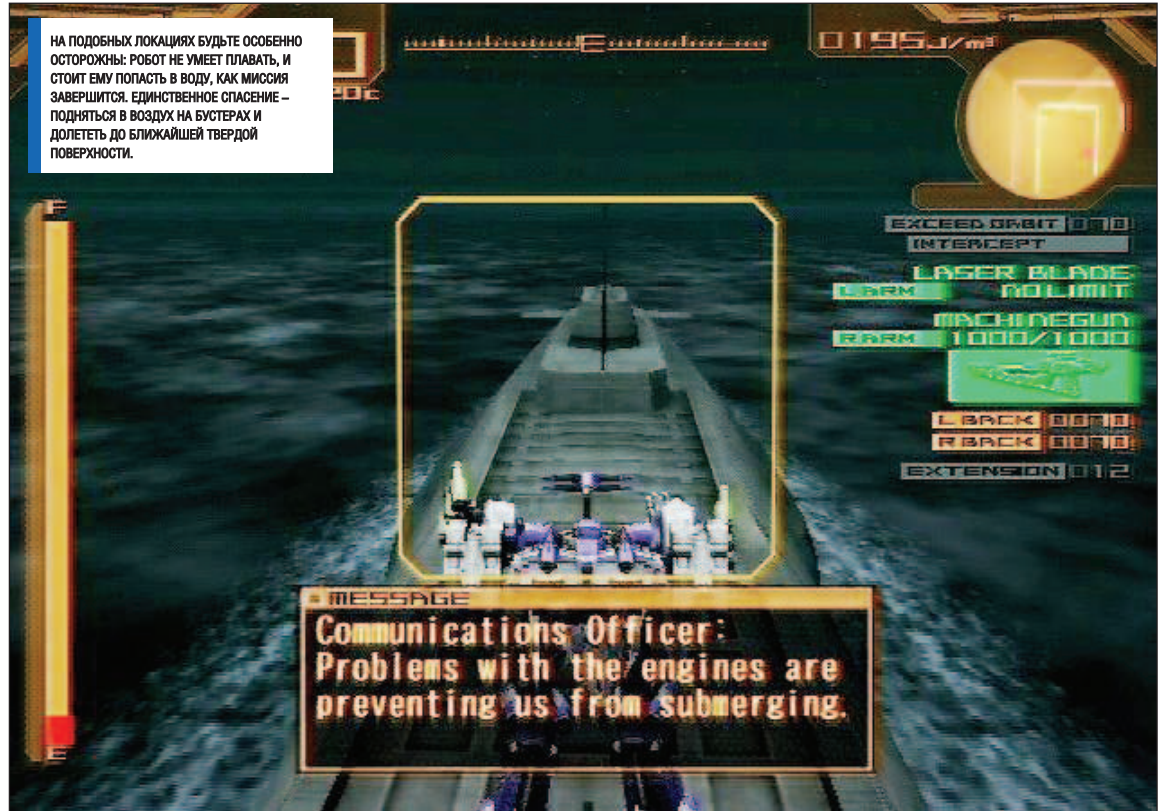 НА ПОДОБНЫХ ЛОКАЦИЯХ БУДЬТЕ ОСОБЕННО
ОСТОРОЖНЫ: РОБОТ НЕ УМЕЕТ ПЛАВАТЬ, И
СТОИТ ЕМУ ПОПАСТЬ В ВОДУ, КАК МИССИЯ
ЗАВЕРШИТСЯ. ЕДИНСТВЕННОЕ СПАСЕНИЕ –
ПОДНЯТЬСЯ В ВОЗДУХ НА БУСТЕРАХ И
ДОЛЕТЕТЬ ДО БЛИЖАЙШЕЙ ТВЕРДОЙ
ПОВЕРХНОСТИ.
E
0195J/m³
F
EXCEED ORBIT
INTERCEPT
LASER BLADE
L ARM NO LIMIT
MACHINEGUN
R ARM 1000/1000
L BACK
R BACK
EXTENSION 012
E
MESSAGE
Communications Officer:
Problems with the engines are
preventing us from submerging.